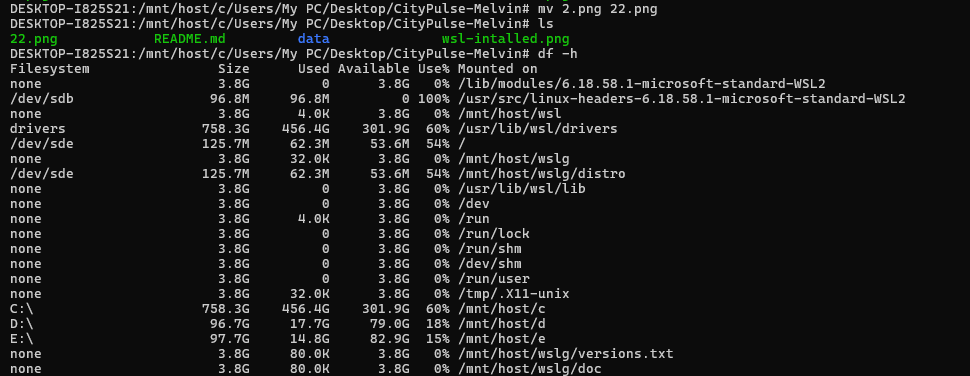 DESKTOP-I825S21:/mnt/host/c/Users/My PC/Desktop/CityPulse-Melvin# mv 2.png 22.png
DESKTOP-I825S21:/mnt/host/c/Users/My PC/Desktop/CityPulse-Melvin# ls
22.png README.md data wsl-intalled.png
DESKTOP-I825S21:/mnt/host/c/Users/My PC/Desktop/CityPulse-Melvin# df -h
Filesystem Size Used Available Use% Mounted on
none 3.8G 0 3.8G 0% /lib/modules/6.18.58.1-microsoft-standard-WSL2
/dev/sdb 96.8M 96.8M 0 100% /usr/src/linux-headers-6.18.58.1-microsoft-standard-WSL2
none 3.8G 4.0K 3.8G 0% /mnt/host/wsl
drivers 758.3G 456.4G 301.9G 60% /usr/lib/wsl/drivers
/dev/sde 125.7M 62.3M 53.6M 54% /
none 3.8G 32.0K 3.8G 0% /mnt/host/wslg
/dev/sde 125.7M 62.3M 53.6M 54% /mnt/host/wslg/distro
none 3.8G 0 3.8G 0% /usr/lib/wsl/lib
none 3.8G 0 3.8G 0% /dev
none 3.8G 4.0K 3.8G 0% /run
none 3.8G 0 3.8G 0% /run/lock
none 3.8G 0 3.8G 0% /run/shm
none 3.8G 0 3.8G 0% /dev/shm
none 3.8G 0 3.8G 0% /run/user
none 3.8G 32.0K 3.8G 0% /tmp/.X11-unix
C:\ 758.3G 456.4G 301.9G 60% /mnt/host/c
D:\ 96.7G 17.7G 79.0G 18% /mnt/host/d
E:\ 97.7G 14.8G 82.9G 15% /mnt/host/e
none 3.8G 80.0K 3.8G 0% /mnt/host/wslg/versions.txt
none 3.8G 80.0K 3.8G 0% /mnt/host/wslg/doc